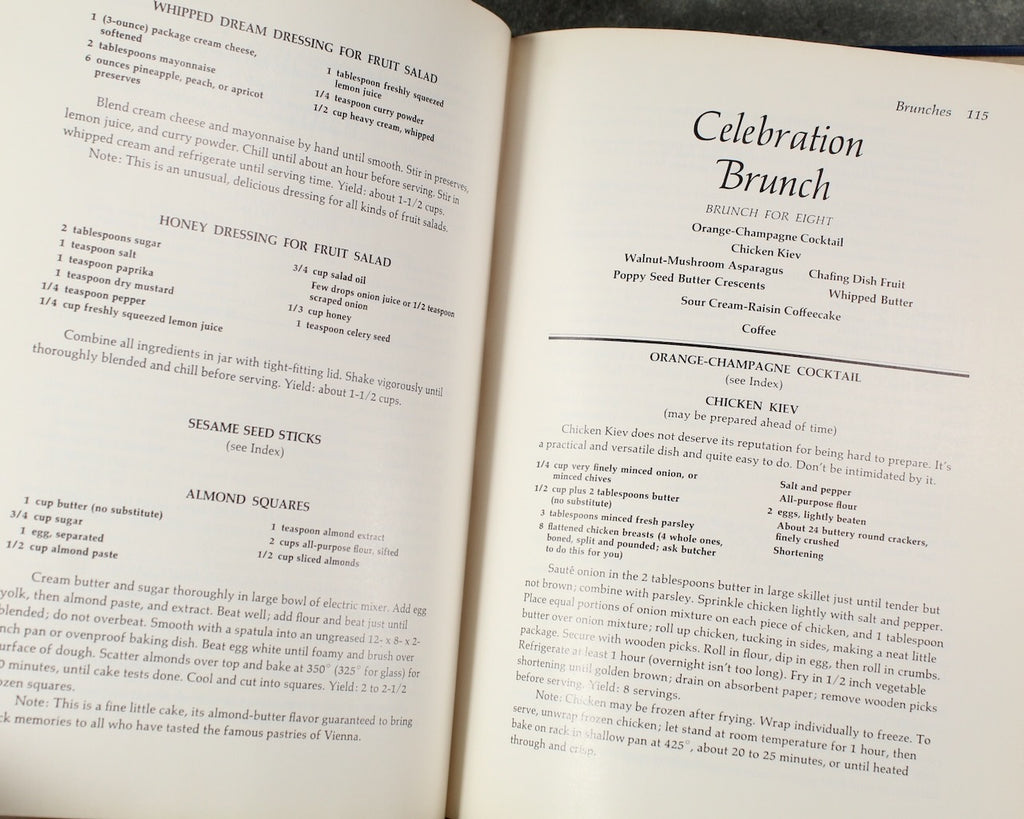 WHIPPED DREAM DRESSING FOR FRUIT SALAD
1 (3-ounce) package cream cheese,
softened
2 tablespoons mayonnaise
6 ounces pineapple, peach, or apricot
preserves
1 tablespoon freshly squeezed
lemon juice
1/4 teaspoon curry powder
1/2 cup heavy cream, whipped
Blend cream cheese and mayonnaise by hand until smooth. Stir in preserves,
lemon juice, and curry powder. Chill until about an hour before serving. Stir in
whipped cream and refrigerate until serving time. Yield: about 1-1/2 cups.
Note: This is an unusual, delicious dressing for all kinds of fruit salads.
HONEY DRESSING FOR FRUIT SALAD
2 tablespoons sugar
1 teaspoon salt
1 teaspoon paprika
1 teaspoon dry mustard
1/4 teaspoon pepper
1/4 cup freshly squeezed lemon juice
3/4 cup salad oil
Few drops onion juice or 1/2 teaspoon
scraped onion
1/3 cup honey
1 teaspoon celery seed
Combine all ingredients in jar with tight-fitting lid. Shake vigorously until
thoroughly blended and chill before serving. Yield: about 1-1/2 cups.
SESAME SEED STICKS
(see Index)
ALMOND SQUARES
1 cup butter (no substitute)
3/4 cup sugar
1 egg, separated
1/2 cup almond paste
1 teaspoon almond extract
2 cups all-purpose flour, sifted
1/2 cup sliced almonds
Cream butter and sugar thoroughly in large bowl of electric mixer. Add egg
yolk, then almond paste, and extract. Beat well; add flour and beat just until
blended; do not overbeat. Smooth with a spatula into an ungreased 12- x 8- x 2-
nch pan or ovenproof baking dish. Beat egg white until foamy and brush over
urface of dough. Scatter almonds over top and bake at 350° (325° for glass) for
0 minutes, until cake tests done. Cool and cut into squares. Yield: 2 to 2-1/2
ozen squares.
Note: This is a fine little cake, its almond-butter flavor guaranteed to bring
ck memories to all who have tasted the famous pastries of Vienna.
Brunches 115
Celebration
Brunch
BRUNCH FOR EIGHT
Orange-Champagne Cocktail
Chicken Kiev
Walnut-Mushroom Asparagus Chafing Dish Fruit
Poppy Seed Butter Crescents Whipped Butter
Sour Cream-Raisin Coffeecake
Coffee
ORANGE-CHAMPAGNE COCKTAIL
(see Index)
CHICKEN KIEV
(may be prepared ahead of time)
Chicken Kiev does not deserve its reputation for being hard to prepare. It's
a practical and versatile dish and quite easy to do. Don't be intimidated by it.
1/4 cup very finely minced onion, or
minced chives
1/2 cup plus 2 tablespoons butter
(no substitute)
3 tablespoons minced fresh parsley
8 flattened chicken breasts (4 whole ones,
boned, split and pounded; ask butcher
to do this for you)
Salt and pepper
All-purpose flour
2 eggs, lightly beaten
About 24 buttery round crackers,
finely crushed
Shortening
Sauté onion in the 2 tablespoons butter in large skillet just until tender but
not brown; combine with parsley. Sprinkle chicken lightly with salt and pepper.
Place equal portions of onion mixture on each piece of chicken, and 1 tablespoon
butter over onion mixture; roll up chicken, tucking in sides, making a neat little
package. Secure with wooden picks. Roll in flour, dip in egg, then roll in crumbs.
Refrigerate at least 1 hour (overnight isn't too long). Fry in 1/2 inch vegetable
shortening until golden brown; drain on absorbent paper; remove wooden picks
before serving. Yield: 8 servings.
Note: Chicken may be frozen after frying. Wrap individually to freeze. To
serve, unwrap frozen chicken; let stand at room temperature for 1 hour, then
bake on rack in shallow pan at 425°, about 20 to 25 minutes, or until heated
through and crisp.